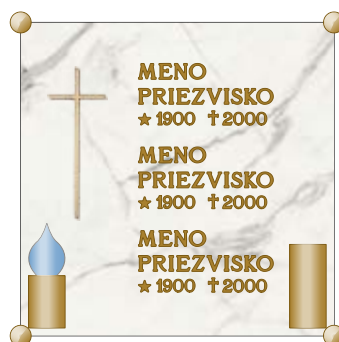 MENO
PRIEZVISKO
★ 1900 ✝ 2000
MENO
PRIEZVISKO
★ 1900 ✝ 2000
MENO
PRIEZVISKO
★ 1900 ✝ 2000